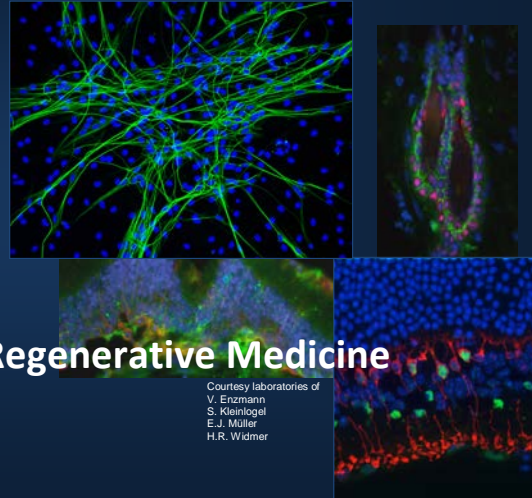 Regenerative Medicine
Courtesy laboratories of
V. Enzmann
S. Kleinlogel
E.J. Müller
H.R. Widmer